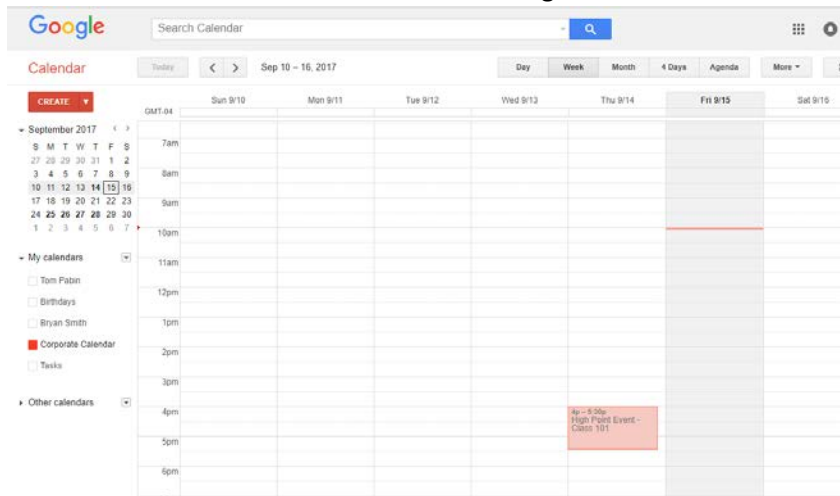 Google
Search Calendar
Calendar
Today
Sep 10 – 16, 2017
Day Week Month 4 Days Agenda More
CREATE
Sun 9/10 Mon 9/11 Tue 9/12 Wed 9/13 Thu 9/14 Fri 9/15 Sat 9/16
GMT-04
September 2017
S M T W T F S
27 28 29 30 31 1 2
3 4 5 6 7 8 9
10 11 12 13 14 15 16
17 18 19 20 21 22 23
24 25 26 27 28 29 30
1 2 3 4 5 6 7
My calendars
Tom Pabin
Birthdays
Bryan Smith
Corporate Calendar
Tasks
Other calendars
7am
8am
9am
10am
11am
12pm
1pm
2pm
3pm
4pm
5pm
6pm
4p – 5:30p
High Point Event -
Class 101